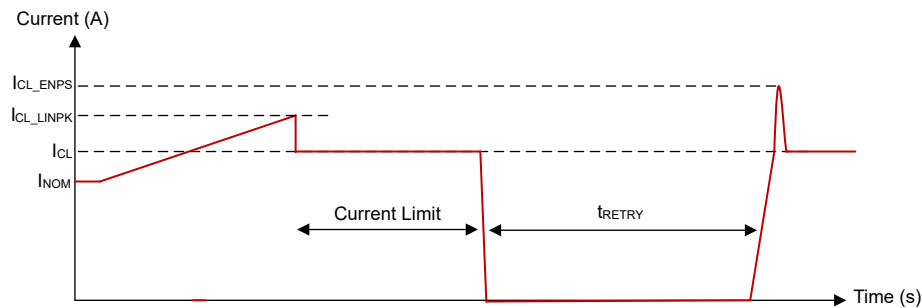 Current (A)
ICL_ENPS
ICL_LINPK
ICL
INOM
Current Limit
tRETRY
Time (s)